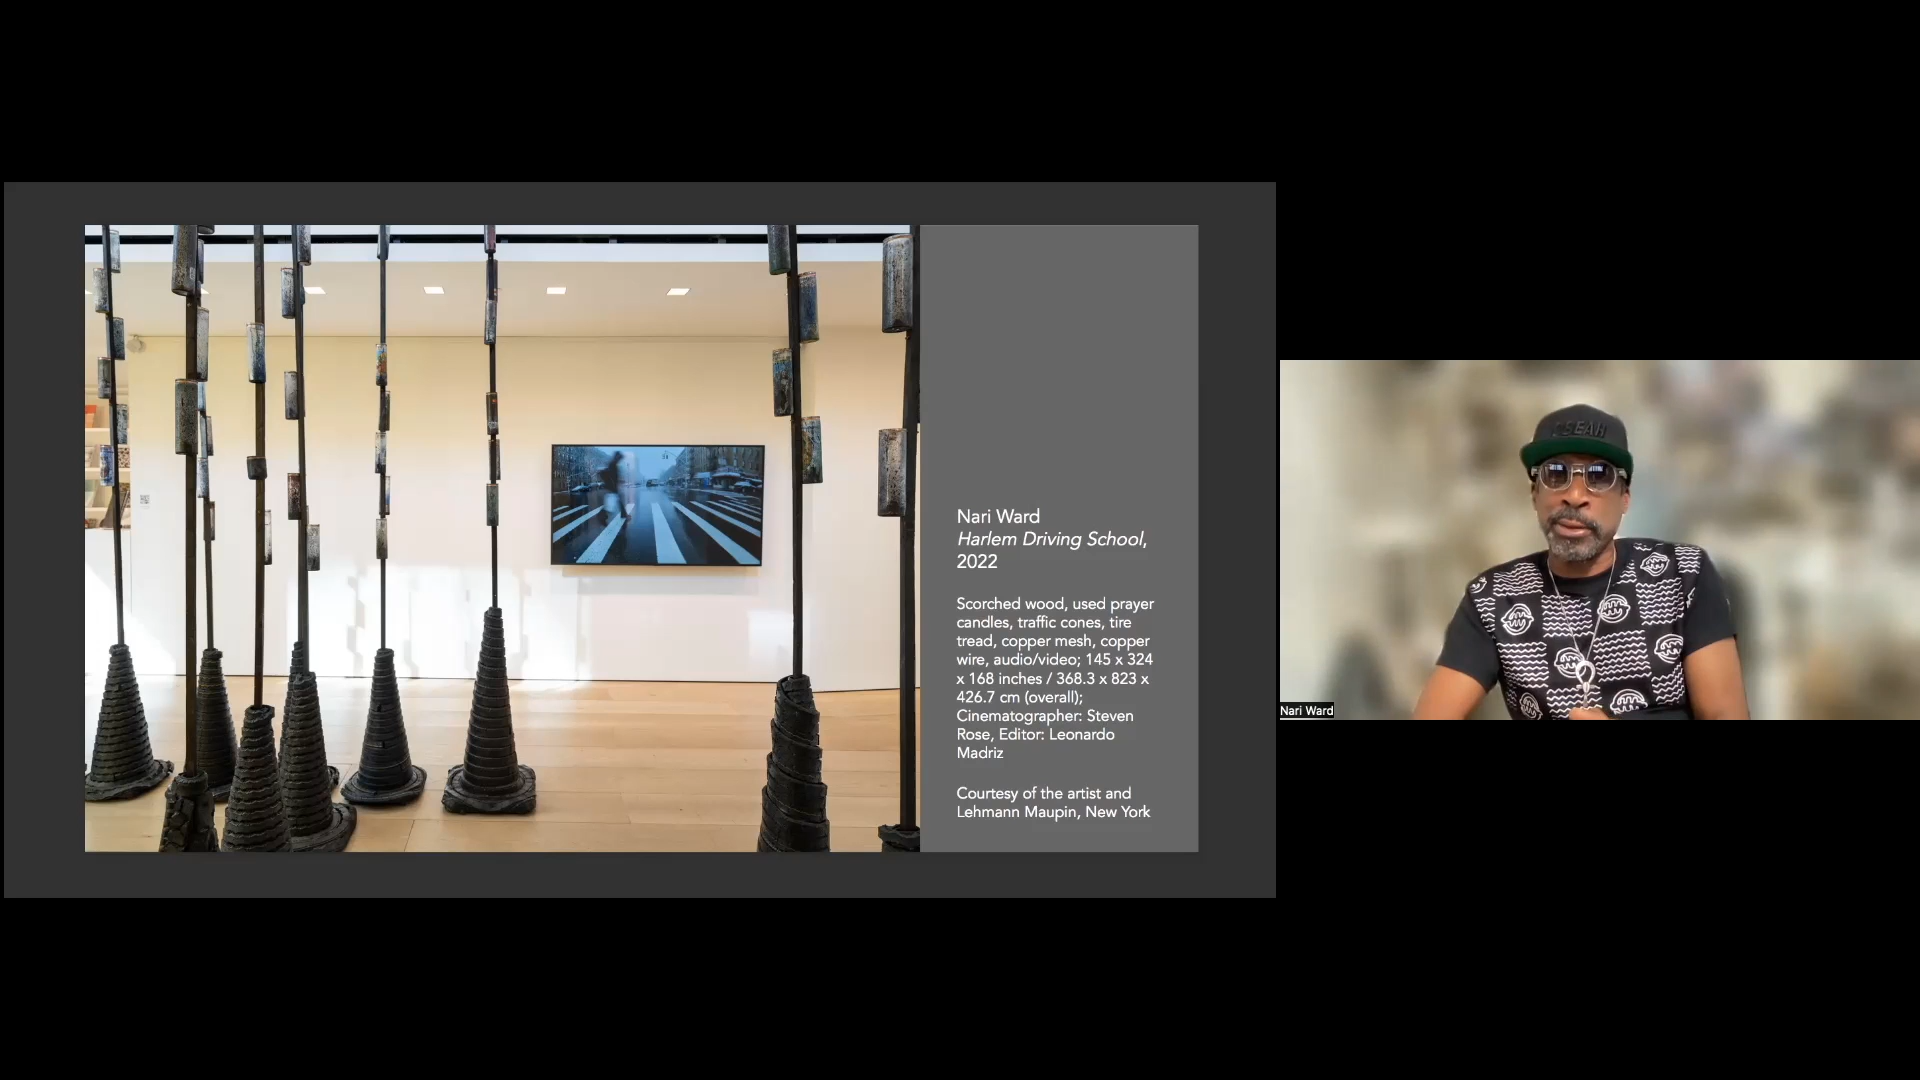 Nari Ward
Harlem Driving School,
2022
Scorched wood, used prayer
candles, traffic cones, tire
tread, copper mesh, copper
wire, audio/video; 145 x 324
x 168 inches / 368.3 x 823 x
426.7 cm (overall);
Cinematographer: Steven
Rose, Editor: Leonardo
Madriz
Courtesy of the artist and
Lehmann Maupin, New York
Nari Ward